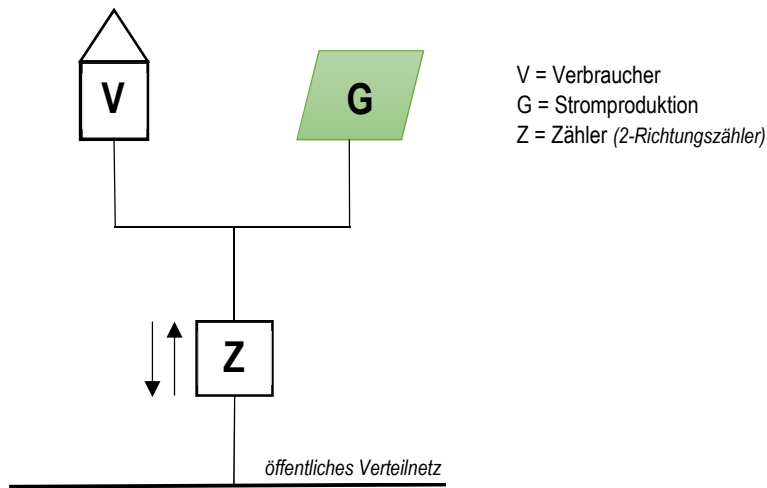 V
G
V = Verbraucher
G = Stromproduktion
Z = Zähler (2-Richtungszähler)
Z
öffentliches Verteilnetz